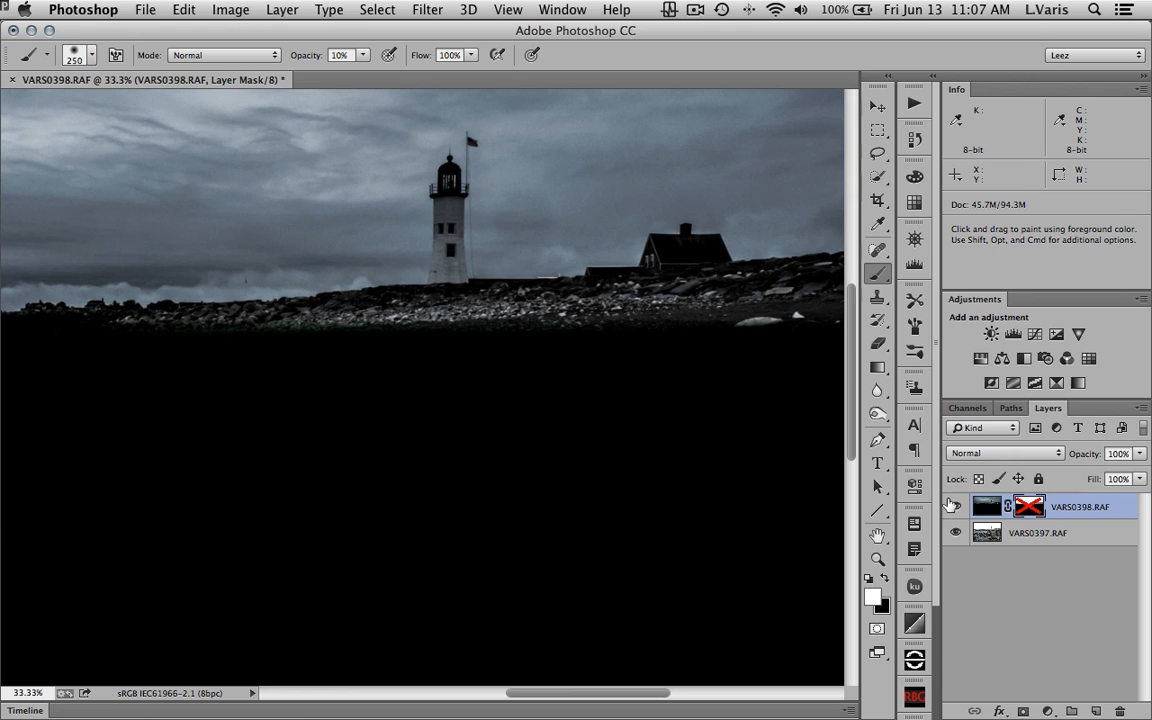 Photoshop File Edit Image Layer Type Select Filter 3D View Window Help 100% Fri Jun 13 11:07 AM L.Varis
Adobe Photoshop CC
250 Mode: Normal Opacity: 10% Flow: 100% Leez
× VARS0398.RAF @ 33.3% (VARS0398.RAF, Layer Mask/8) *
Info
K: C:
M:
Y:
K:
8-bit 8-bit
X: W:
Y: H:
Doc: 45.7M/94.3M
Click and drag to paint using foreground color.
Use Shift, Opt, and Cmd for additional options.
Adjustments
Add an adjustment
Channels Paths Layers
Kind
Normal Opacity: 100%
Lock: Fill: 100%
VARS0398.RAF
VARS0397.RAF
ku
RBG
33.33% sRGB IEC61966-2.1 (8bpc)
Timeline